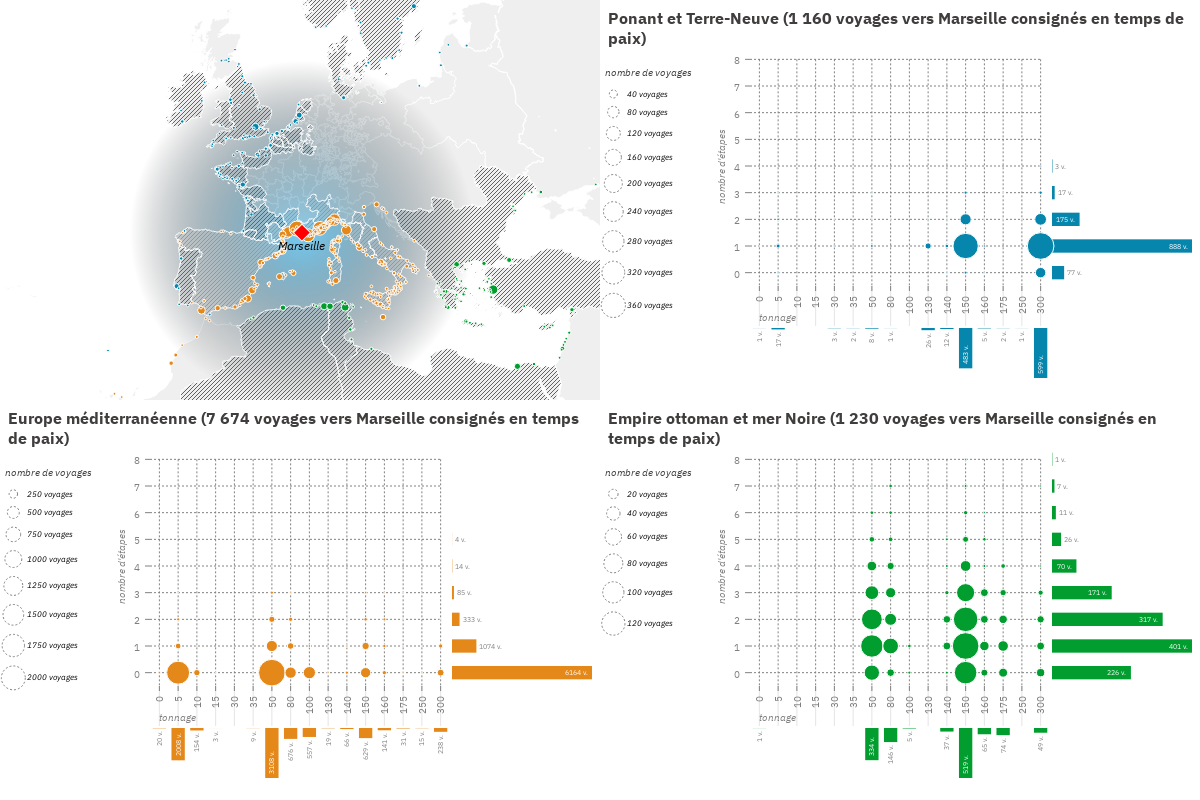 Marseille
Ponant et Terre-Neuve (1 160 voyages vers Marseille consignés en temps de
paix)
nombre de voyages
40 voyages
80 voyages
120 voyages
160 voyages
200 voyages
240 voyages
280 voyages
320 voyages
360 voyages
nombre d'étapes
8
7
6
5
4
3
2
1
0
3 v.
17 v.
175 v.
888 v.
77 v.
0 5 10 15 30 35 50 80 100 130 140 150 160 175 250 300
tonnage
1 v. 17 v. 3 v. 2 v. 8 v. 1 v. 26 v. 12 v. 483 v. 5 v. 2 v. 1 v. 599 v.
Europe méditerranéenne (7 674 voyages vers Marseille consignés en temps
de paix)
nombre de voyages
250 voyages
500 voyages
750 voyages
1000 voyages
1250 voyages
1500 voyages
1750 voyages
2000 voyages
nombre d'étapes
8
7
6
5
4
3
2
1
0
4 v.
14 v.
85 v.
333 v.
1074 v.
6164 v.
0 5 10 15 30 35 50 80 100 130 140 150 160 175 250 300
tonnage
20 v. 2008 v. 154 v. 3 v. 9 v. 3108 v. 676 v. 557 v. 19 v. 66 v. 629 v. 141 v. 31 v. 15 v. 238 v.
Empire ottoman et mer Noire (1 230 voyages vers Marseille consignés en
temps de paix)
nombre de voyages
20 voyages
40 voyages
60 voyages
80 voyages
100 voyages
120 voyages
nombre d'étapes
8
7
6
5
4
3
2
1
0
1 v.
7 v.
11 v.
26 v.
70 v.
171 v.
317 v.
401 v.
226 v.
0 5 10 15 30 35 50 80 100 130 140 150 160 175 250 300
tonnage
1 v. 334 v. 146 v. 5 v. 37 v. 519 v. 65 v. 74 v. 49 v.